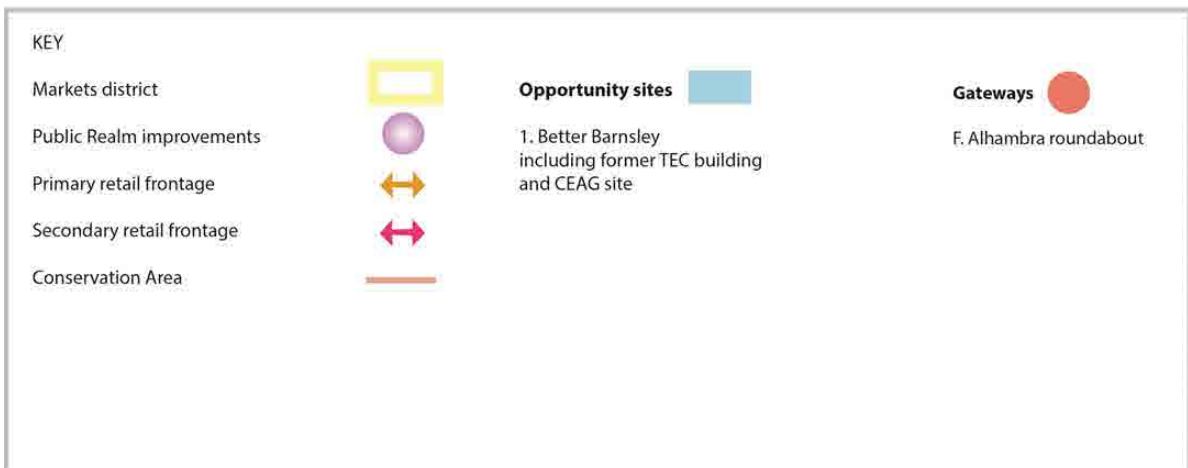 KEY
Markets district
Public Realm improvements
Primary retail frontage
Secondary retail frontage
Conservation Area
Opportunity sites
1. Better Barnsley
including former TEC building
and CEAG site
Gateways
F. Alhambra roundabout